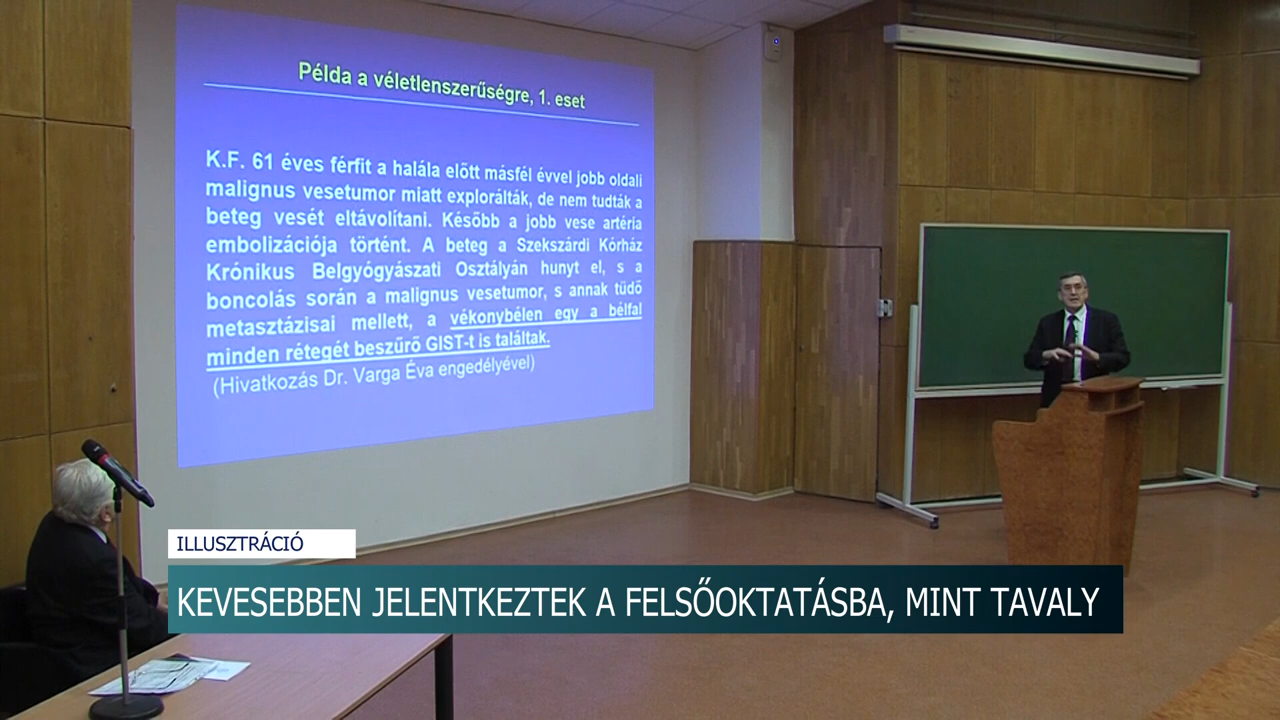 Példa a véletlenszerűségre, 1. eset
K.F. 61 éves férfit a halála előtt másfél évvel jobb oldali
malignus vesetumor miatt explorálták, de nem tudták a
beteg vesét eltávolítani. Később a jobb vese artéria
embolizációja történt. A beteg a Szekszárdi Kórház
Krónikus Belgyógyászati Osztályán hunyt el, s a
boncolás során a malignus vesetumor, s annak tüdő
metasztázisai mellett, a vékonybélen egy a bélfal
minden rétegét beszűrő GIST-t is találtak.
(Hivatkozás Dr. Varga Éva engedélyével)
ILLUSZTRÁCIÓ
KEVESEBBEN JELENTKEZTEK A FELSŐOKTATÁSBA, MINT TAVALY